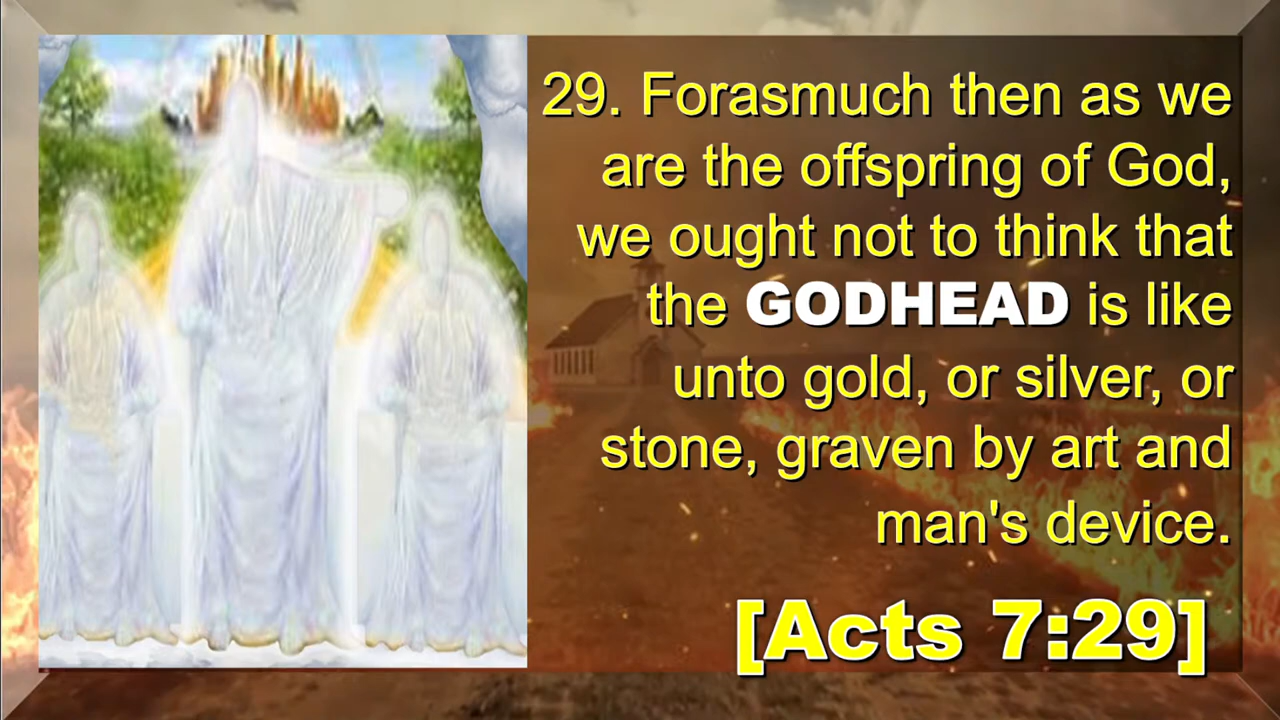 29. Forasmuch then as we
are the offspring of God,
we ought not to think that
the GODHEAD is like
unto gold, or silver, or
stone, graven by art and
man's device.
[Acts 7:29]